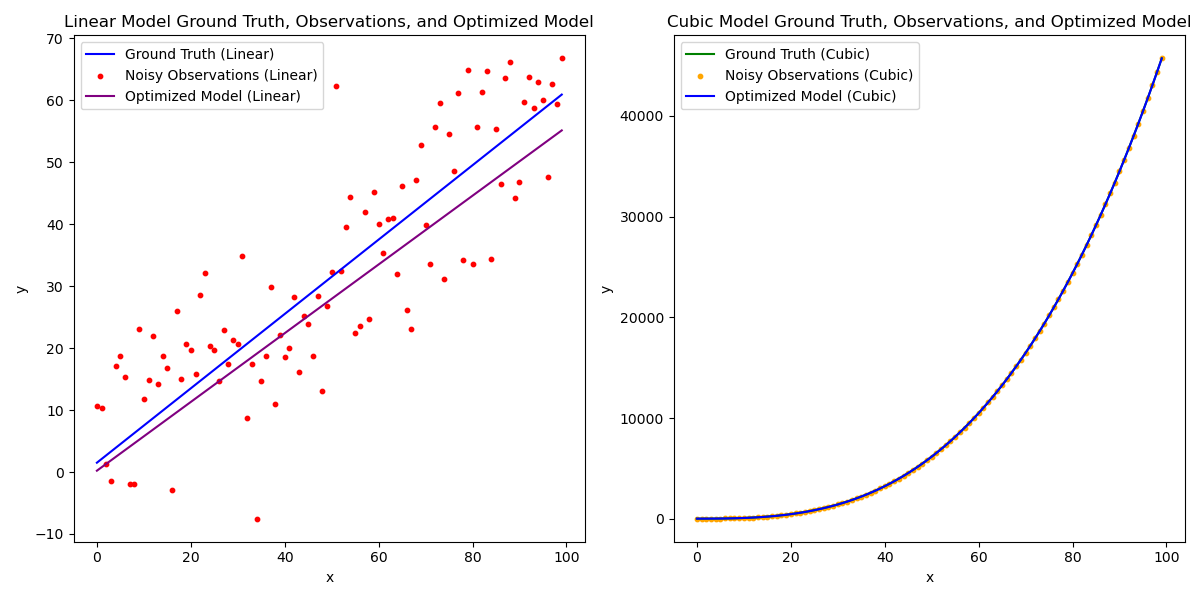 Linear Model Ground Truth, Observations, and Optimized Model
Ground Truth (Linear)
Noisy Observations (Linear)
Optimized Model (Linear)
70
60
50
40
30
20
10
0
−10
y
0 20 40 60 80 100
x
Cubic Model Ground Truth, Observations, and Optimized Model
Ground Truth (Cubic)
Noisy Observations (Cubic)
Optimized Model (Cubic)
40000
30000
20000
10000
0
y
0 20 40 60 80 100
x